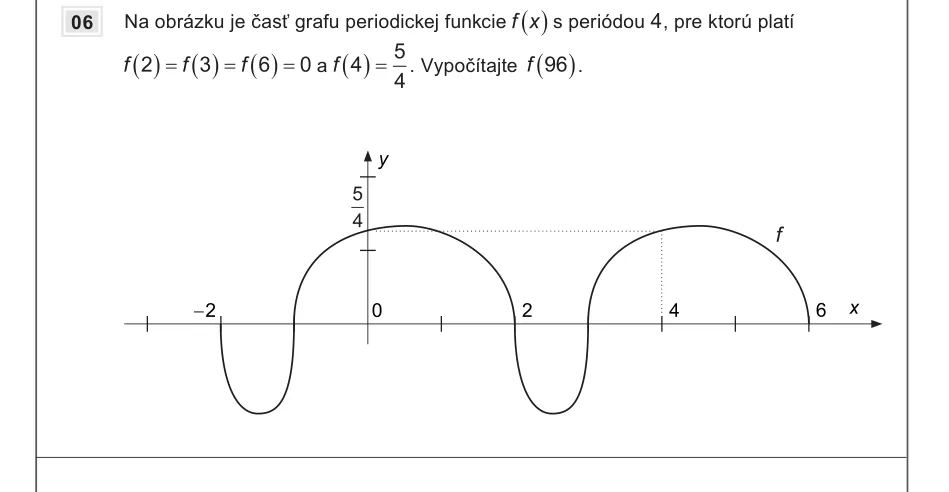 06 Na obrázku je časť grafu periodickej funkcie f(x) s periódou 4, pre ktorú platí
f(2) = f(3) = f(6) = 0 a f(4) = 5/4. Vypočítajte f(96).
y
5/4
f
−2 0 2 4 6 x